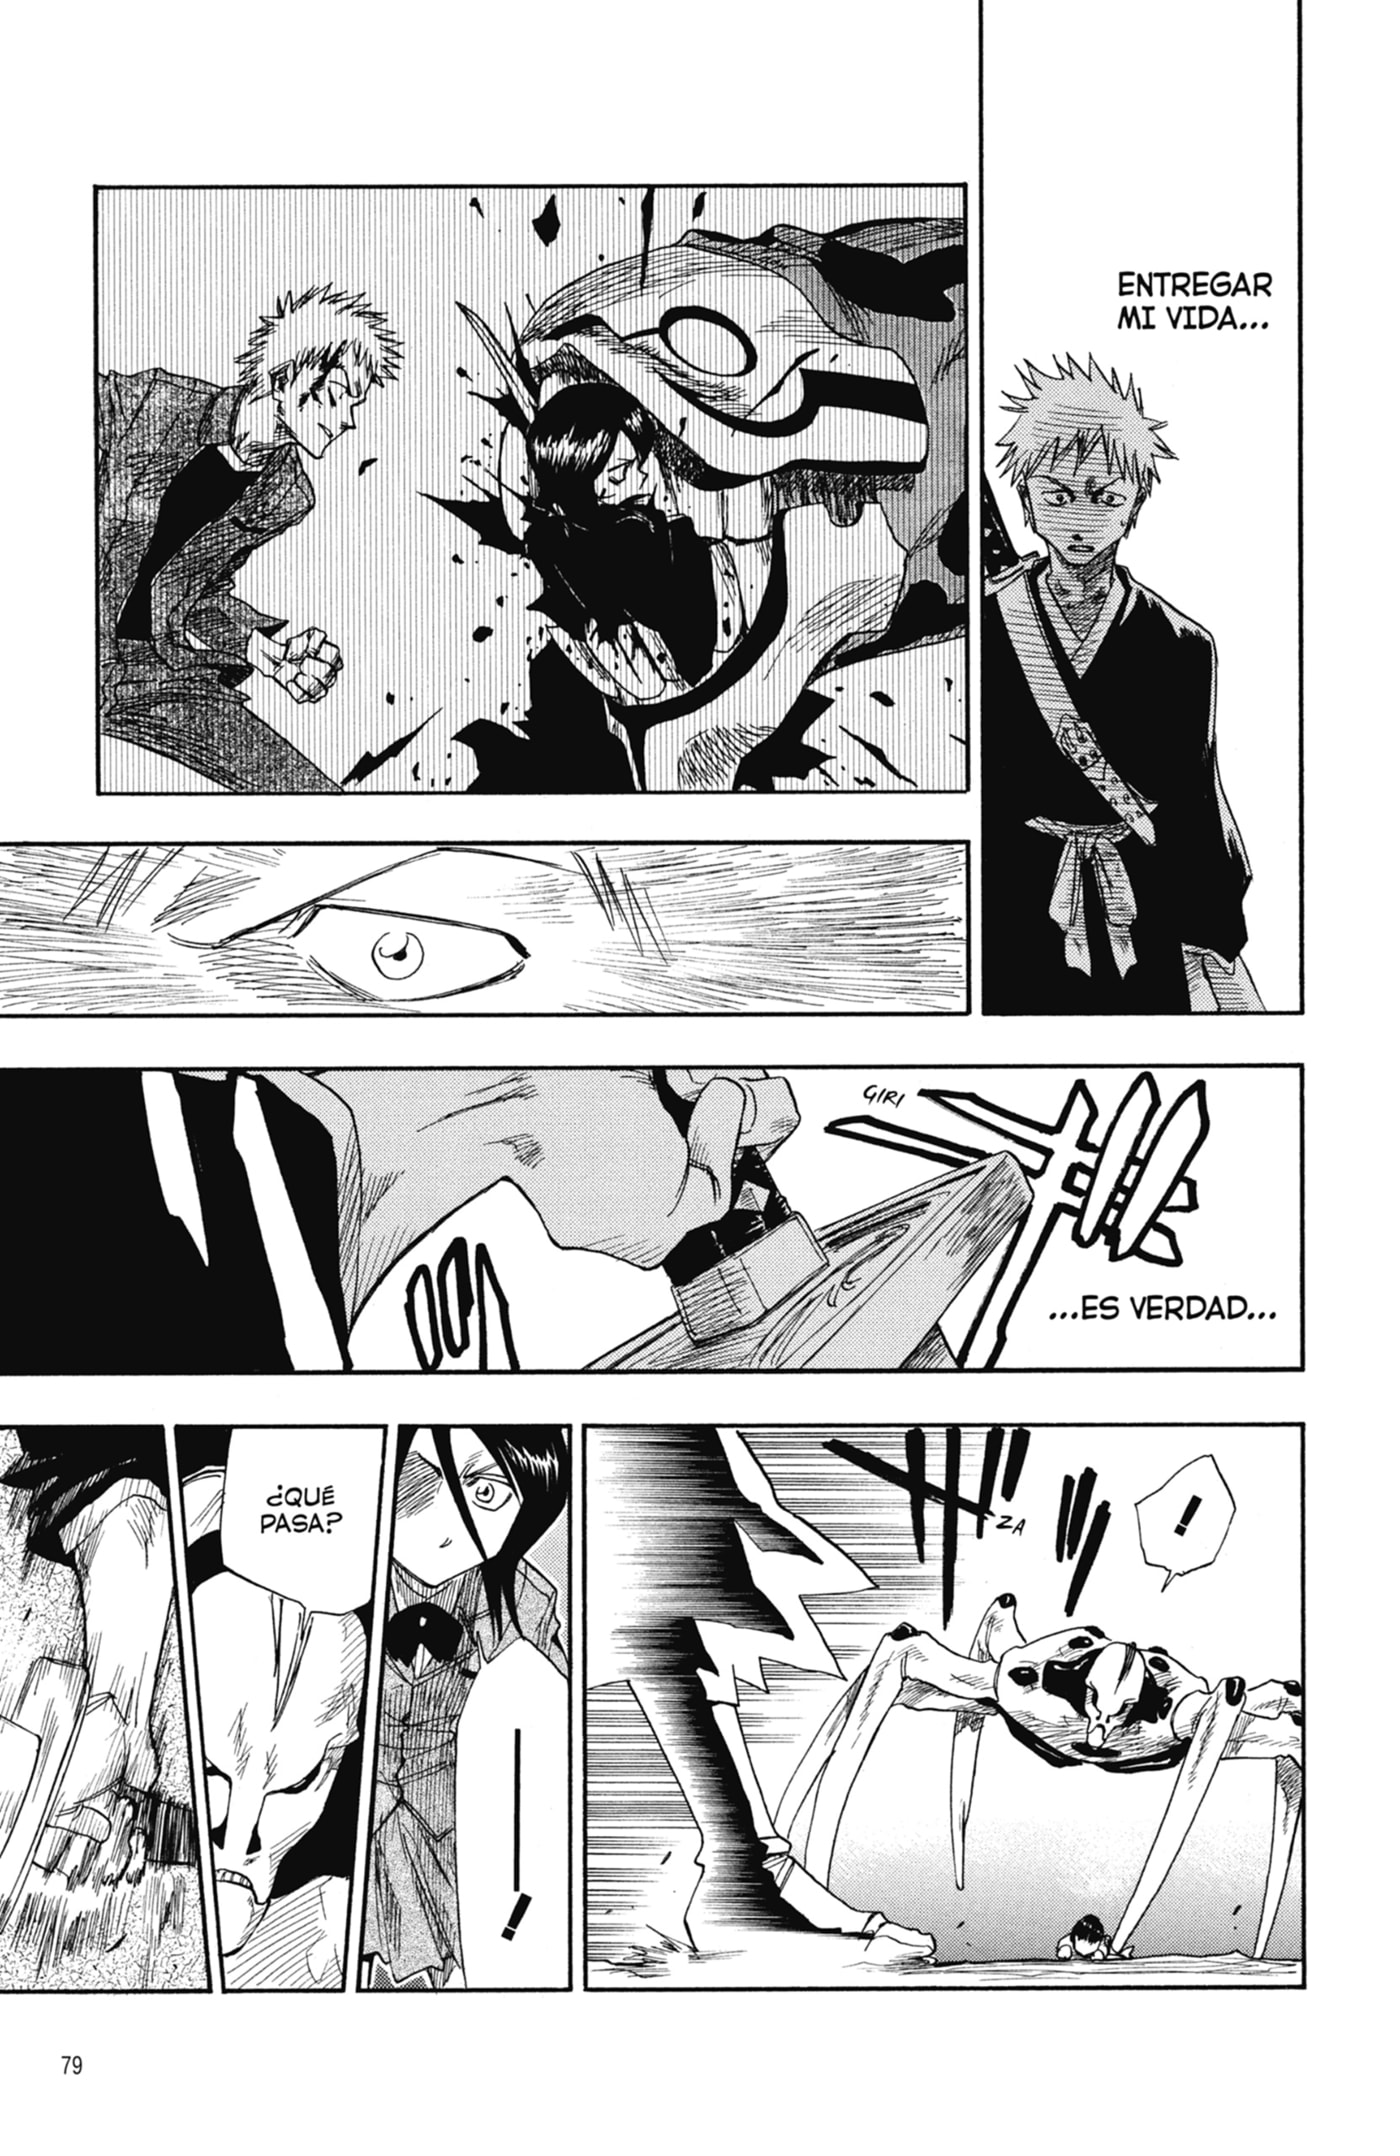 ENTREGAR
MI VIDA...
GIRI
...ES VERDAD...
ZA
!
!
¿QUÉ
PASA?
79